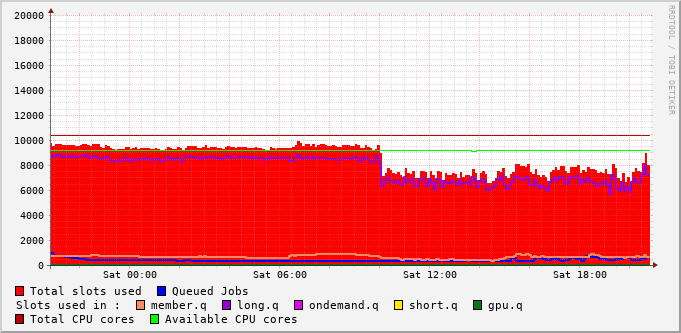 20000
18000
16000
14000
12000
10000
8000
6000
4000
2000
0
Sat 00:00 Sat 06:00 Sat 12:00 Sat 18:00
Total slots used Queued Jobs
Slots used in : member.q long.q ondemand.q short.q gpu.q
Total CPU cores Available CPU cores
RRDTOOL / TOBI OETIKER